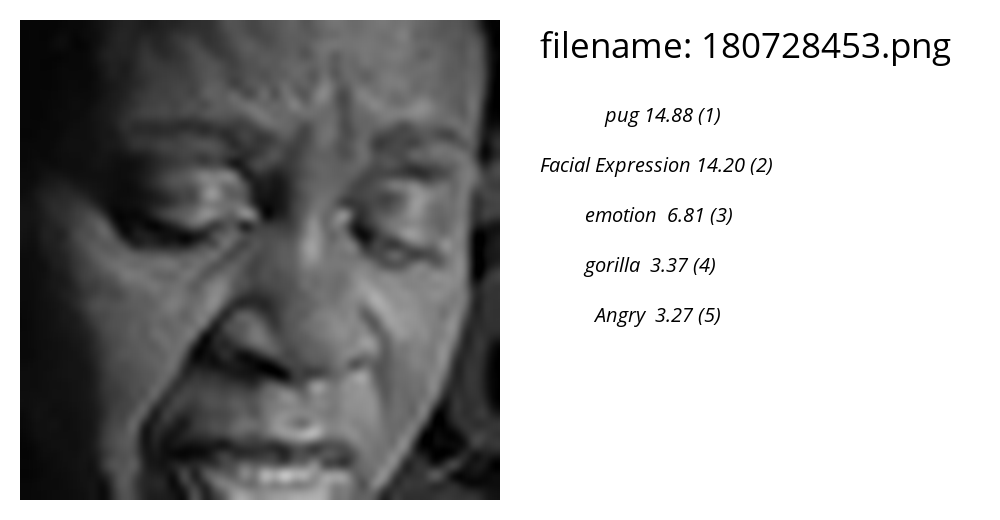 filename: 180728453.png
pug 14.88 (1)
Facial Expression 14.20 (2)
emotion 6.81 (3)
gorilla 3.37 (4)
Angry 3.27 (5)